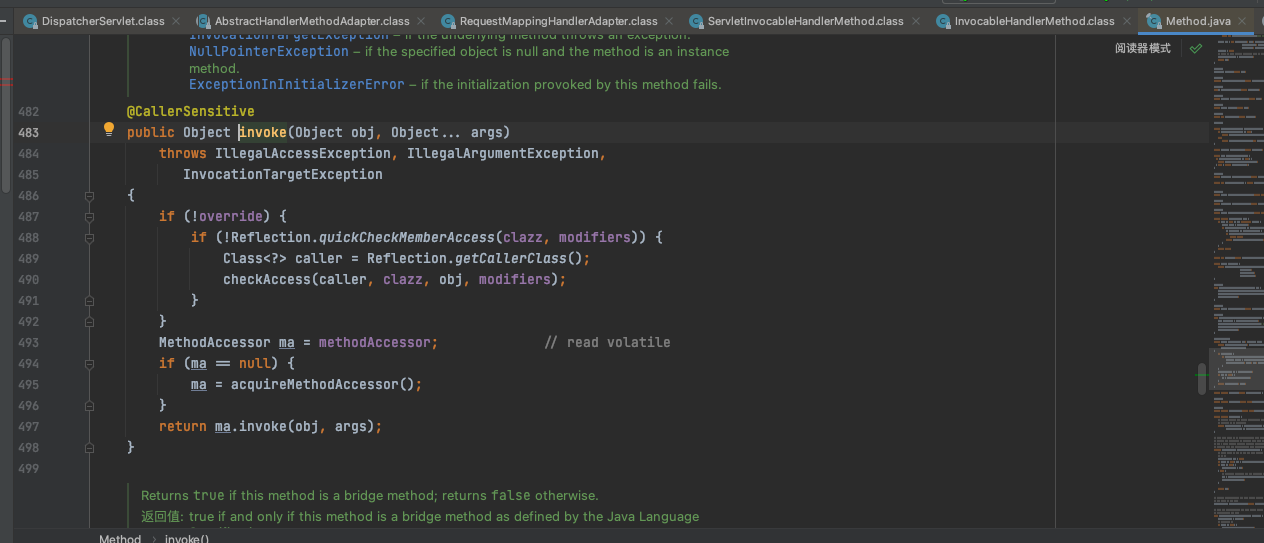 DispatcherServlet.class
AbstractHandlerMethodAdapter.class
RequestMappingHandlerAdapter.class
ServletInvocableHandlerMethod.class
InvocableHandlerMethod.class
Method.java
InvocationTargetException – if the underlying method throws an exception.
阅读器模式
NullPointerException – if the specified object is null and the method is an instance
method.
ExceptionInInitializerError – if the initialization provoked by this method fails.
482 @CallerSensitive
483 public Object invoke(Object obj, Object... args)
484 throws IllegalAccessException, IllegalArgumentException,
485 InvocationTargetException
486 {
487 if (!override) {
488 if (!Reflection.quickCheckMemberAccess(clazz, modifiers)) {
489 Class<?> caller = Reflection.getCallerClass();
490 checkAccess(caller, clazz, obj, modifiers);
491 }
492 }
493 MethodAccessor ma = methodAccessor; // read volatile
494 if (ma == null) {
495 ma = acquireMethodAccessor();
496 }
497 return ma.invoke(obj, args);
498 }
499
Returns true if this method is a bridge method; returns false otherwise.
返回值: true if and only if this method is a bridge method as defined by the Java Language
Method > invoke()